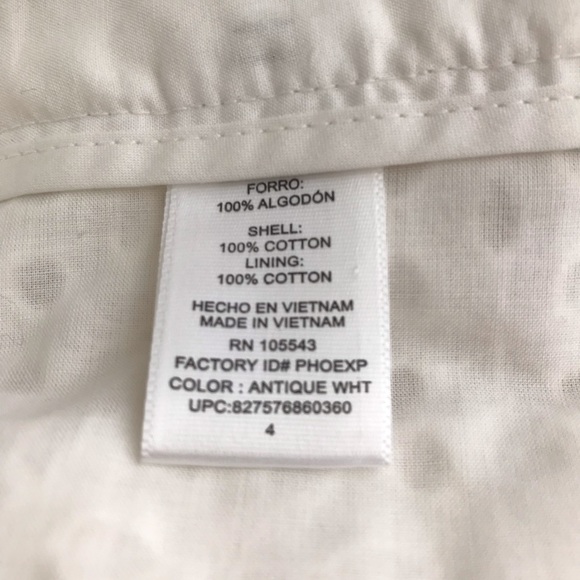 FORRO:
100% ALGODÓN
SHELL:
100% COTTON
LINING:
100% COTTON
HECHO EN VIETNAM
MADE IN VIETNAM
RN 105543
FACTORY ID# PHOEXP
COLOR : ANTIQUE WHT
UPC:827576860360
4